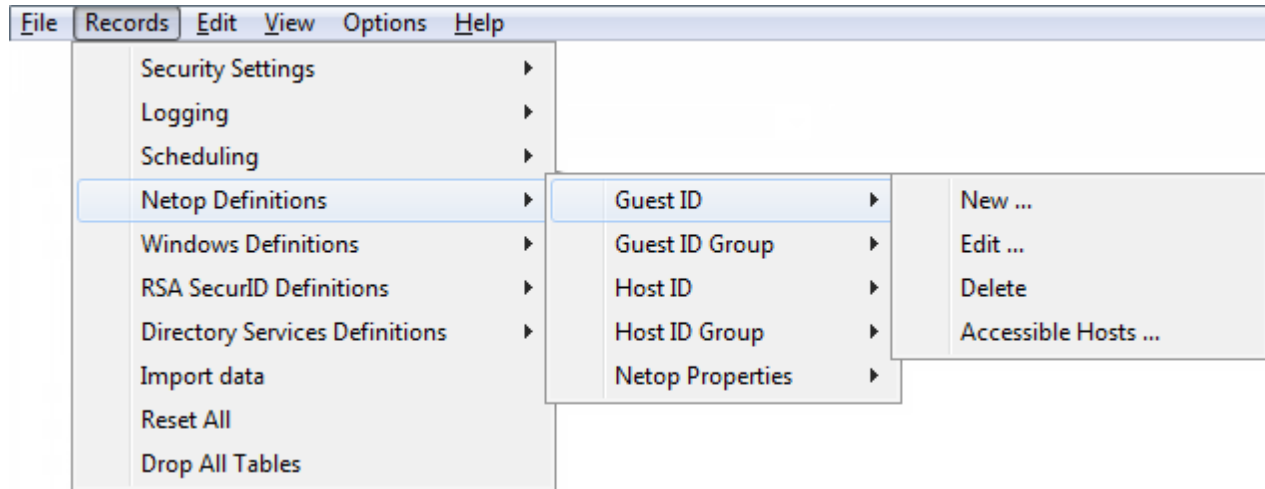 File Records Edit View Options Help
Security Settings
Logging
Scheduling
Netop Definitions
Windows Definitions
RSA SecurID Definitions
Directory Services Definitions
Import data
Reset All
Drop All Tables
Guest ID
Guest ID Group
Host ID
Host ID Group
Netop Properties
New ...
Edit ...
Delete
Accessible Hosts ...